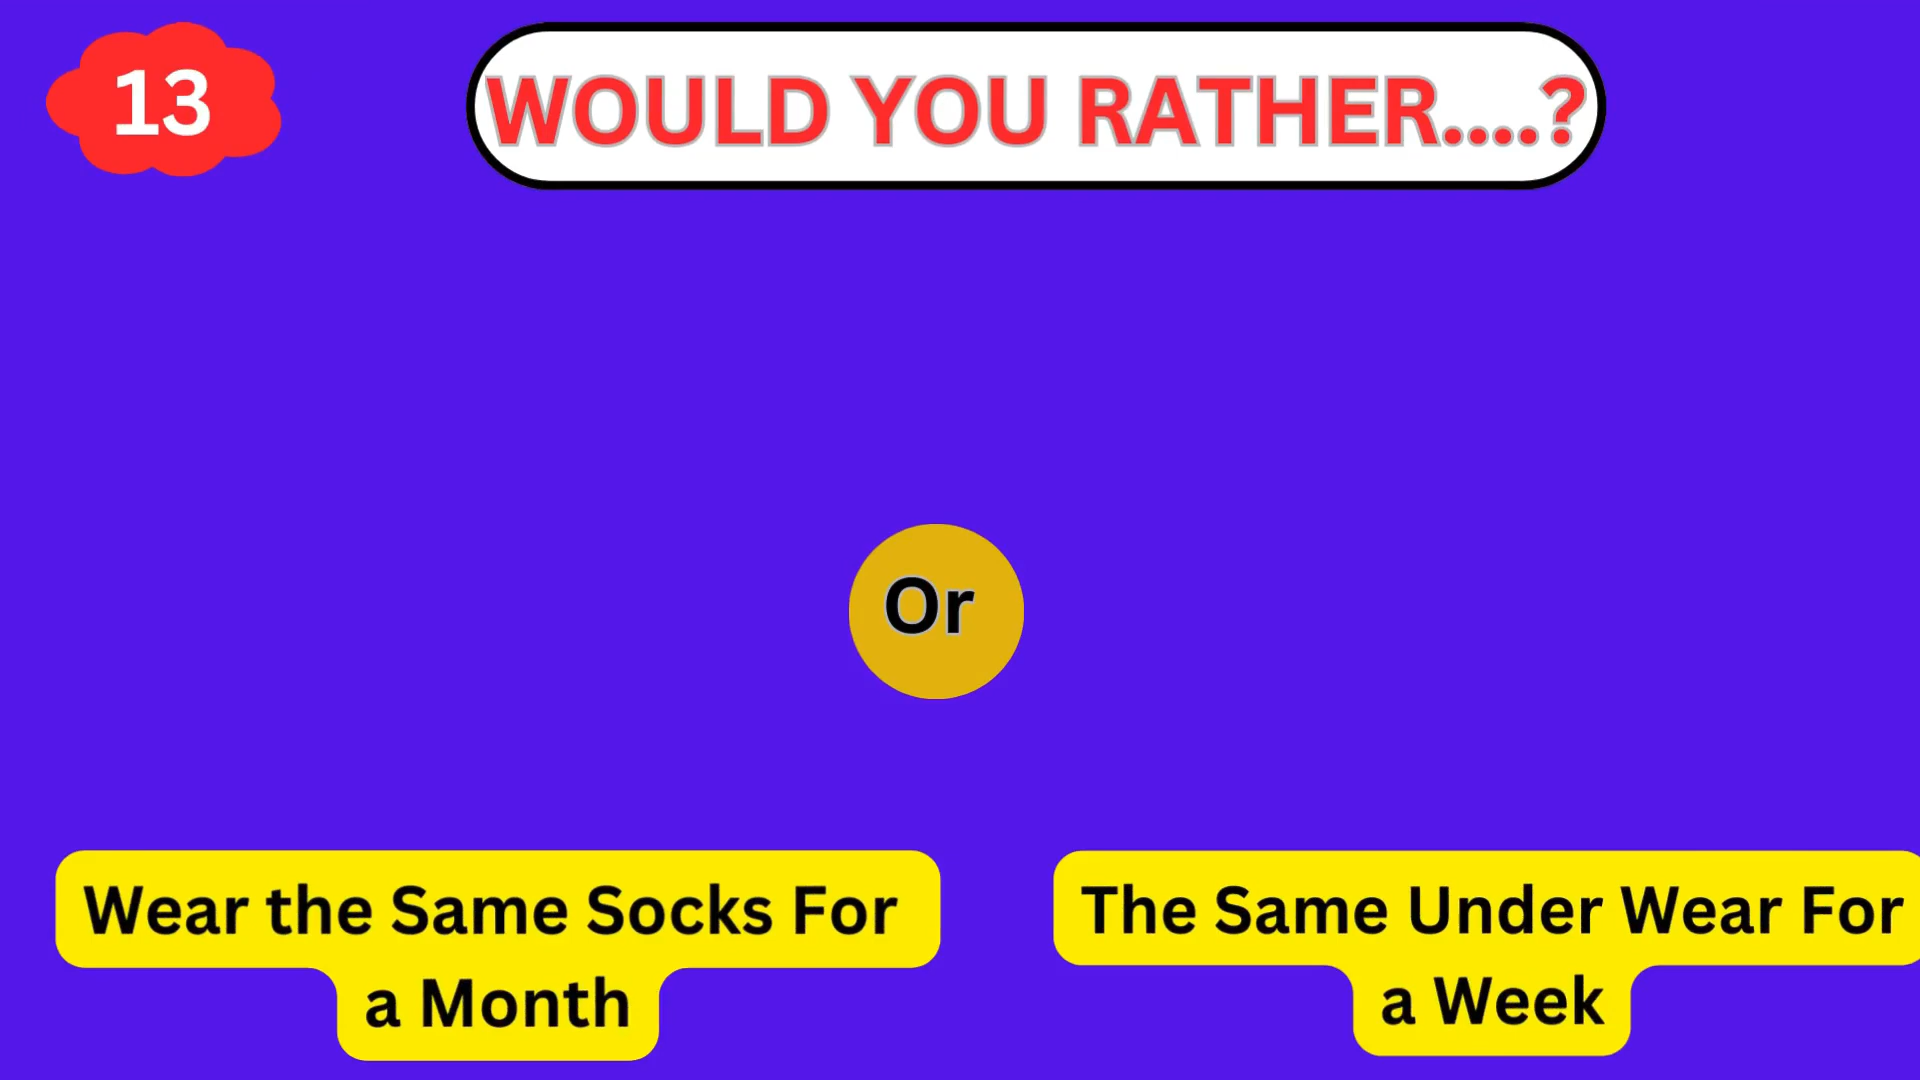 13
WOULD YOU RATHER....?
Or
Wear the Same Socks For
a Month
The Same Under Wear For
a Week